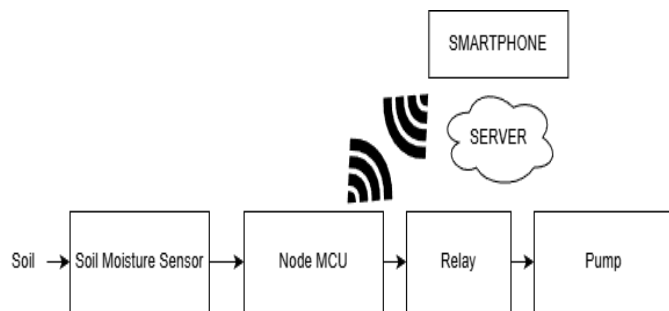 SMARTPHONE
SERVER
Soil
Soil Moisture Sensor
Node MCU
Relay
Pump